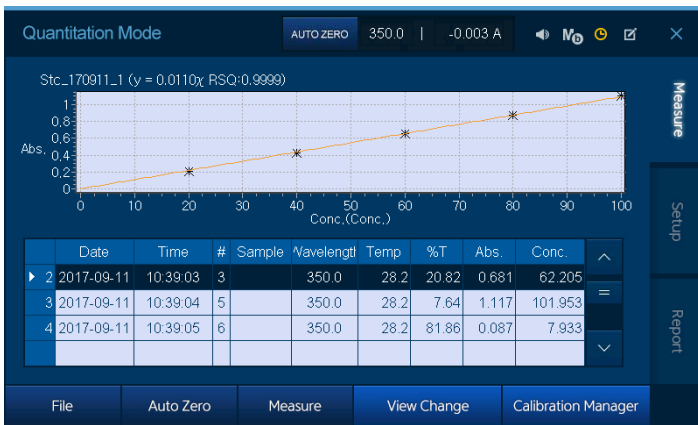 Quantitation Mode AUTO ZERO 350.0 | -0.003 A Mb
Stc_170911_1 (y = 0.0110χ RSQ:0.9999)
Measure
Setup
Report
Abs.
1
0.8
0.6
0.4
0.2
0
0 10 20 30 40 50 60 70 80 90 100
Conc.(Conc.)
Date Time # Sample Wavelengt Temp %T Abs. Conc.
2 2017-09-11 10:39:03 3 350.0 28.2 20.82 0.681 62.205
3 2017-09-11 10:39:04 5 350.0 28.2 7.64 1.117 101.953
4 2017-09-11 10:39:05 6 350.0 28.2 81.86 0.087 7.933
File Auto Zero Measure View Change Calibration Manager